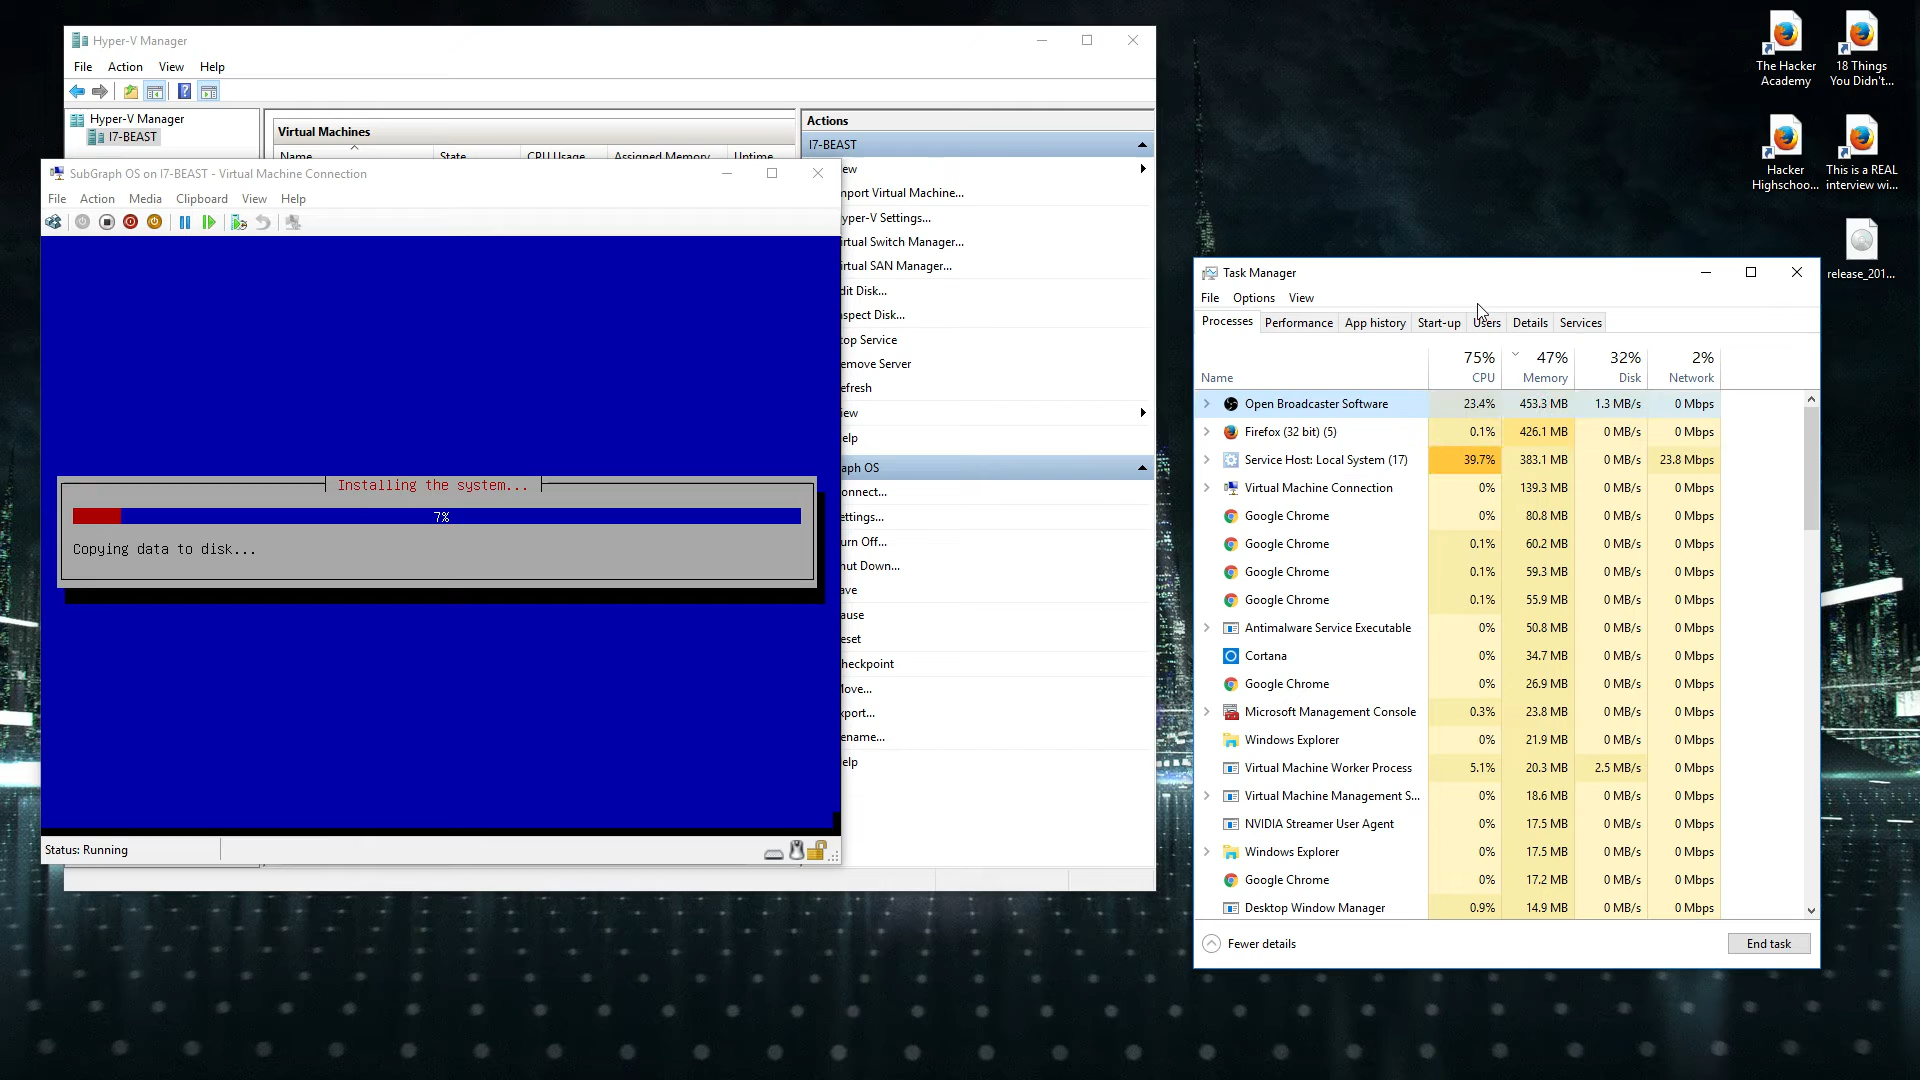 Hyper-V Manager
File Action View Help
Hyper-V Manager
I7-BEAST
Virtual Machines
Name State CPU Usage Assigned Memory Uptime
Actions
I7-BEAST
ew
mport Virtual Machine...
yper-V Settings...
irtual Switch Manager...
irtual SAN Manager...
dit Disk...
nspect Disk...
top Service
emove Server
efresh
iew
elp
aph OS
onnect...
ettings...
urn Off...
hut Down...
ave
ause
eset
heckpoint
ove...
xport...
ename...
elp
SubGraph OS on I7-BEAST - Virtual Machine Connection
File Action Media Clipboard View Help
Installing the system...
7%
Copying data to disk...
Status: Running
Task Manager
File Options View
Processes Performance App history Start-up Users Details Services
75% 47% 32% 2%
Name CPU Memory Disk Network
Open Broadcaster Software 23.4% 453.3 MB 1.3 MB/s 0 Mbps
Firefox (32 bit) (5) 0.1% 426.1 MB 0 MB/s 0 Mbps
Service Host: Local System (17) 39.7% 383.1 MB 0 MB/s 23.8 Mbps
Virtual Machine Connection 0% 139.3 MB 0 MB/s 0 Mbps
Google Chrome 0% 80.8 MB 0 MB/s 0 Mbps
Google Chrome 0.1% 60.2 MB 0 MB/s 0 Mbps
Google Chrome 0.1% 59.3 MB 0 MB/s 0 Mbps
Google Chrome 0.1% 55.9 MB 0 MB/s 0 Mbps
Antimalware Service Executable 0% 50.8 MB 0 MB/s 0 Mbps
Cortana 0% 34.7 MB 0 MB/s 0 Mbps
Google Chrome 0% 26.9 MB 0 MB/s 0 Mbps
Microsoft Management Console 0.3% 23.8 MB 0 MB/s 0 Mbps
Windows Explorer 0% 21.9 MB 0 MB/s 0 Mbps
Virtual Machine Worker Process 5.1% 20.3 MB 2.5 MB/s 0 Mbps
Virtual Machine Management S... 0% 18.6 MB 0 MB/s 0 Mbps
NVIDIA Streamer User Agent 0% 17.5 MB 0 MB/s 0 Mbps
Windows Explorer 0% 17.5 MB 0 MB/s 0 Mbps
Google Chrome 0% 17.2 MB 0 MB/s 0 Mbps
Desktop Window Manager 0.9% 14.9 MB 0 MB/s 0 Mbps
Fewer details End task
The Hacker
Academy
18 Things
You Didn't...
Hacker
Highschoo...
This is a REAL
interview wi...
release_201...